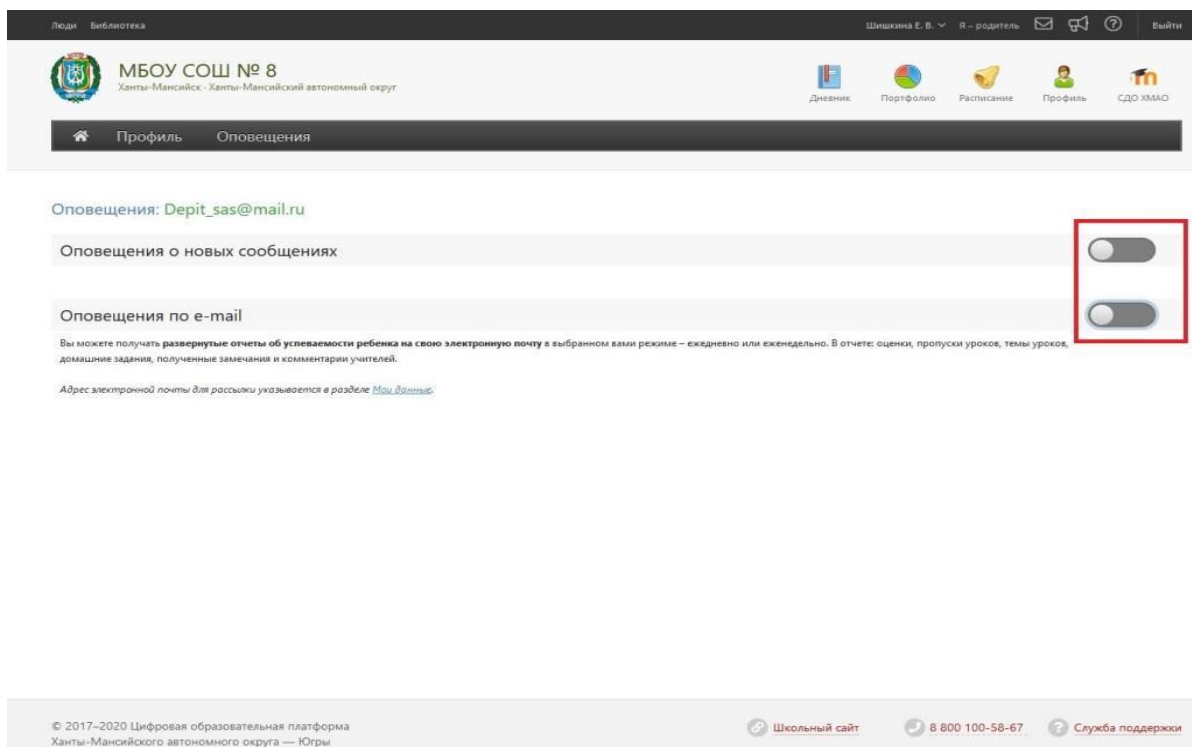 Люди Библиотека
Шишкина Е. В. Я – родитель Выйти
МБОУ СОШ № 8
Ханты-Мансийск · Ханты-Мансийский автономный округ
Дневник Портфолио Расписание Профиль СДО ХМАО
Профиль Оповещения
Оповещения: Depit_sas@mail.ru
Оповещения о новых сообщениях
Оповещения по e-mail
Вы можете получать развернутые отчеты об успеваемости ребенка на свою электронную почту в выбранном вами режиме – ежедневно или еженедельно. В отчете: оценки, пропуски уроков, темы уроков,
домашние задания, полученные замечания и комментарии учителей.
Адрес электронной почты для рассылки указывается в разделе Мои данные.
© 2017–2020 Цифровая образовательная платформа
Ханты-Мансийского автономного округа — Югры
Школьный сайт 8 800 100-58-67 Служба поддержки